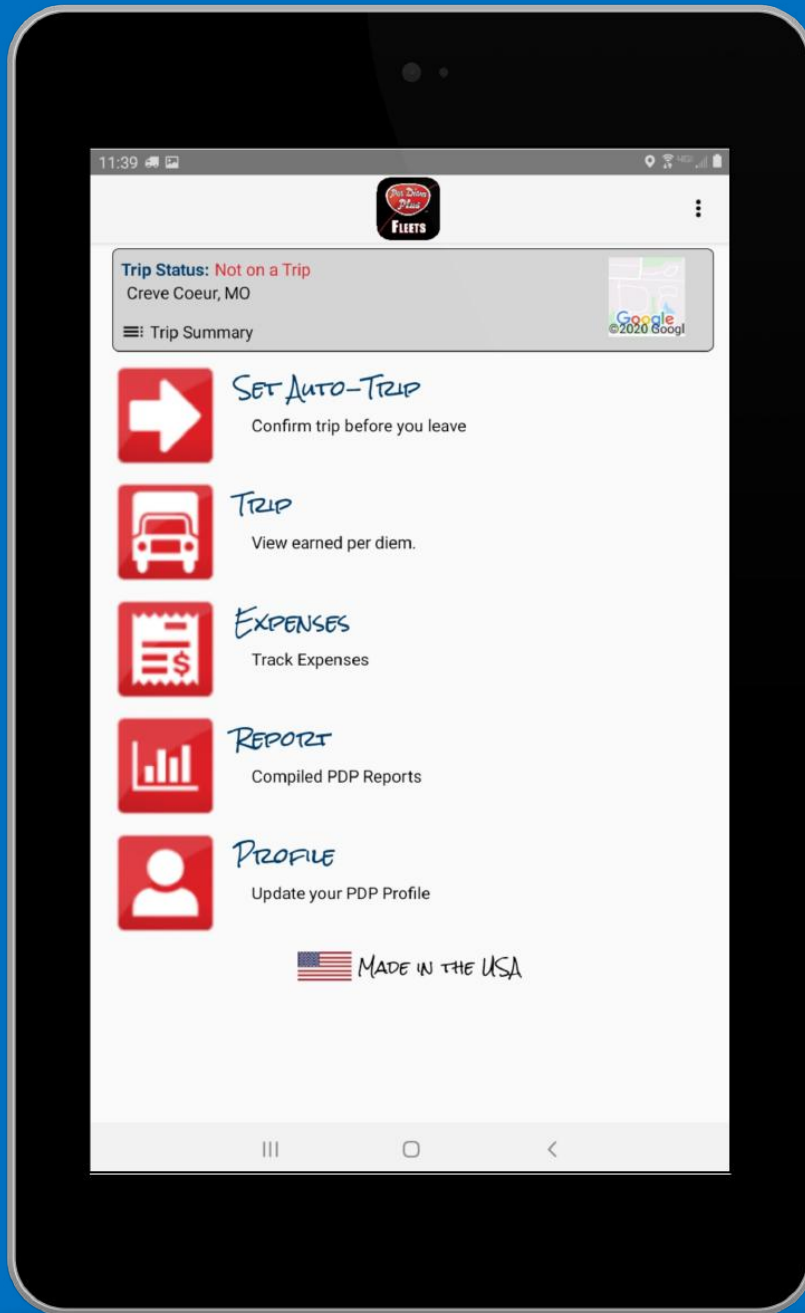 11:39
Per Diem
Plus
FLEETS
Trip Status: Not on a Trip
Creve Coeur, MO
Trip Summary
Google
©2020 Googl
SET AUTO-TRIP
Confirm trip before you leave
TRIP
View earned per diem.
EXPENSES
Track Expenses
$
REPORT
Compiled PDP Reports
PROFILE
Update your PDP Profile
MADE IN THE USA